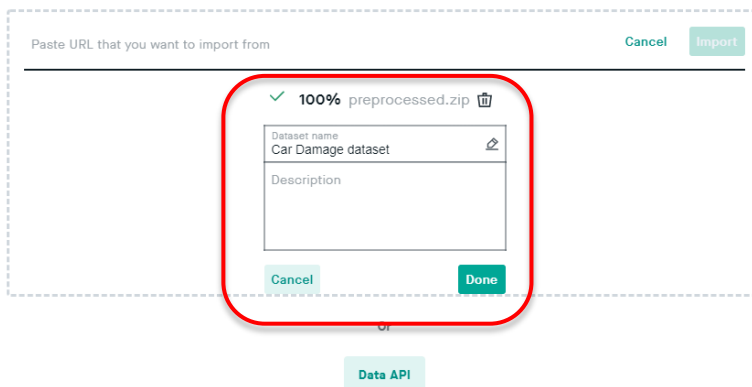 Paste URL that you want to import from
Cancel
Import
100% preprocessed.zip
Dataset name
Car Damage dataset
Description
Cancel
Done
or
Data API